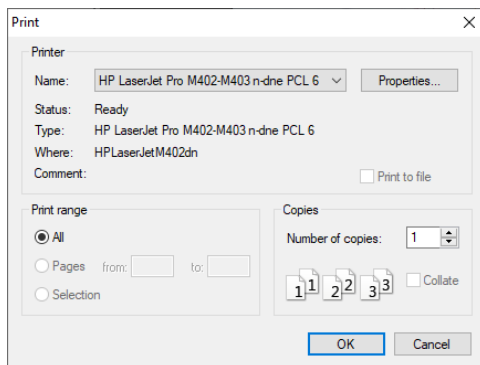 Print
Printer
Name: HP LaserJet Pro M402-M403 n-dne PCL 6 Properties...
Status: Ready
Type: HP LaserJet Pro M402-M403 n-dne PCL 6
Where: HPLaserJetM402dn
Comment: Print to file
Print range
All
Pages from: to:
Selection
Copies
Number of copies: 1
1 1 2 2 3 3 Collate
OK Cancel